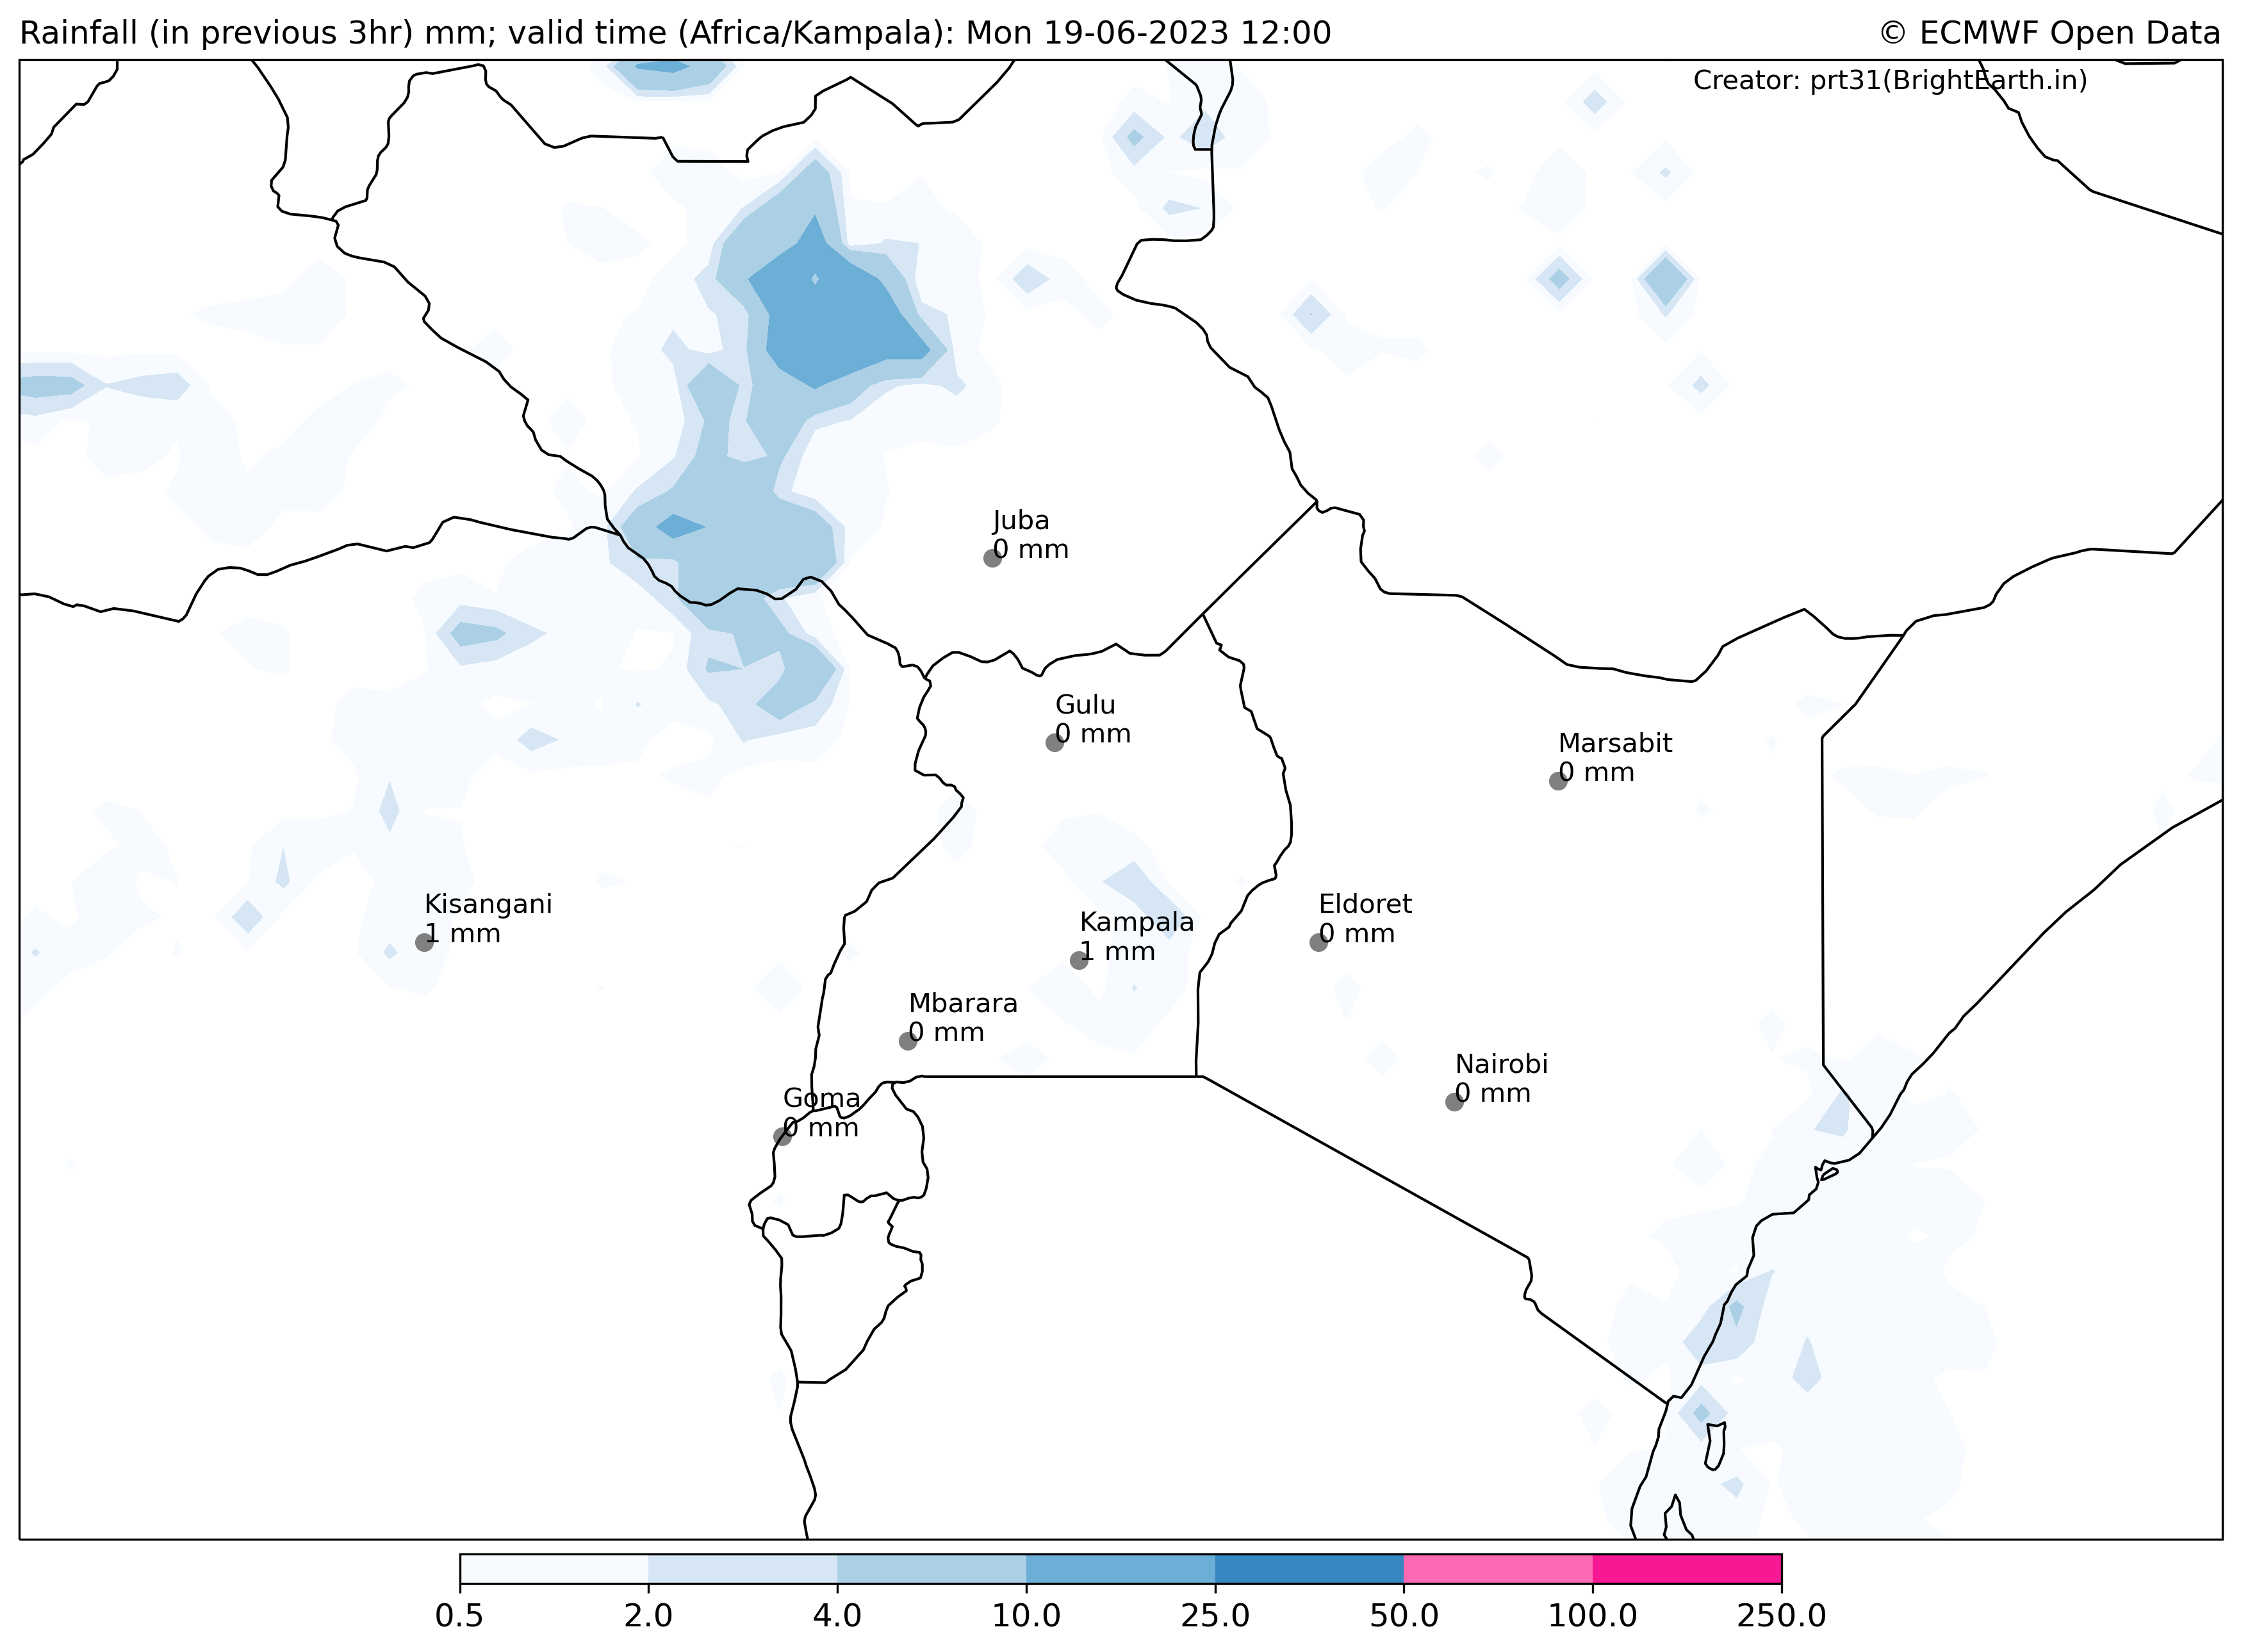 Rainfall (in previous 3hr) mm; valid time (Africa/Kampala): Mon 19-06-2023 12:00
© ECMWF Open Data
Creator: prt31(BrightEarth.in)
Juba
0 mm
Gulu
0 mm
Marsabit
0 mm
Kisangani
1 mm
Kampala
1 mm
Eldoret
0 mm
Mbarara
0 mm
Nairobi
0 mm
Goma
0 mm
0.5 2.0 4.0 10.0 25.0 50.0 100.0 250.0